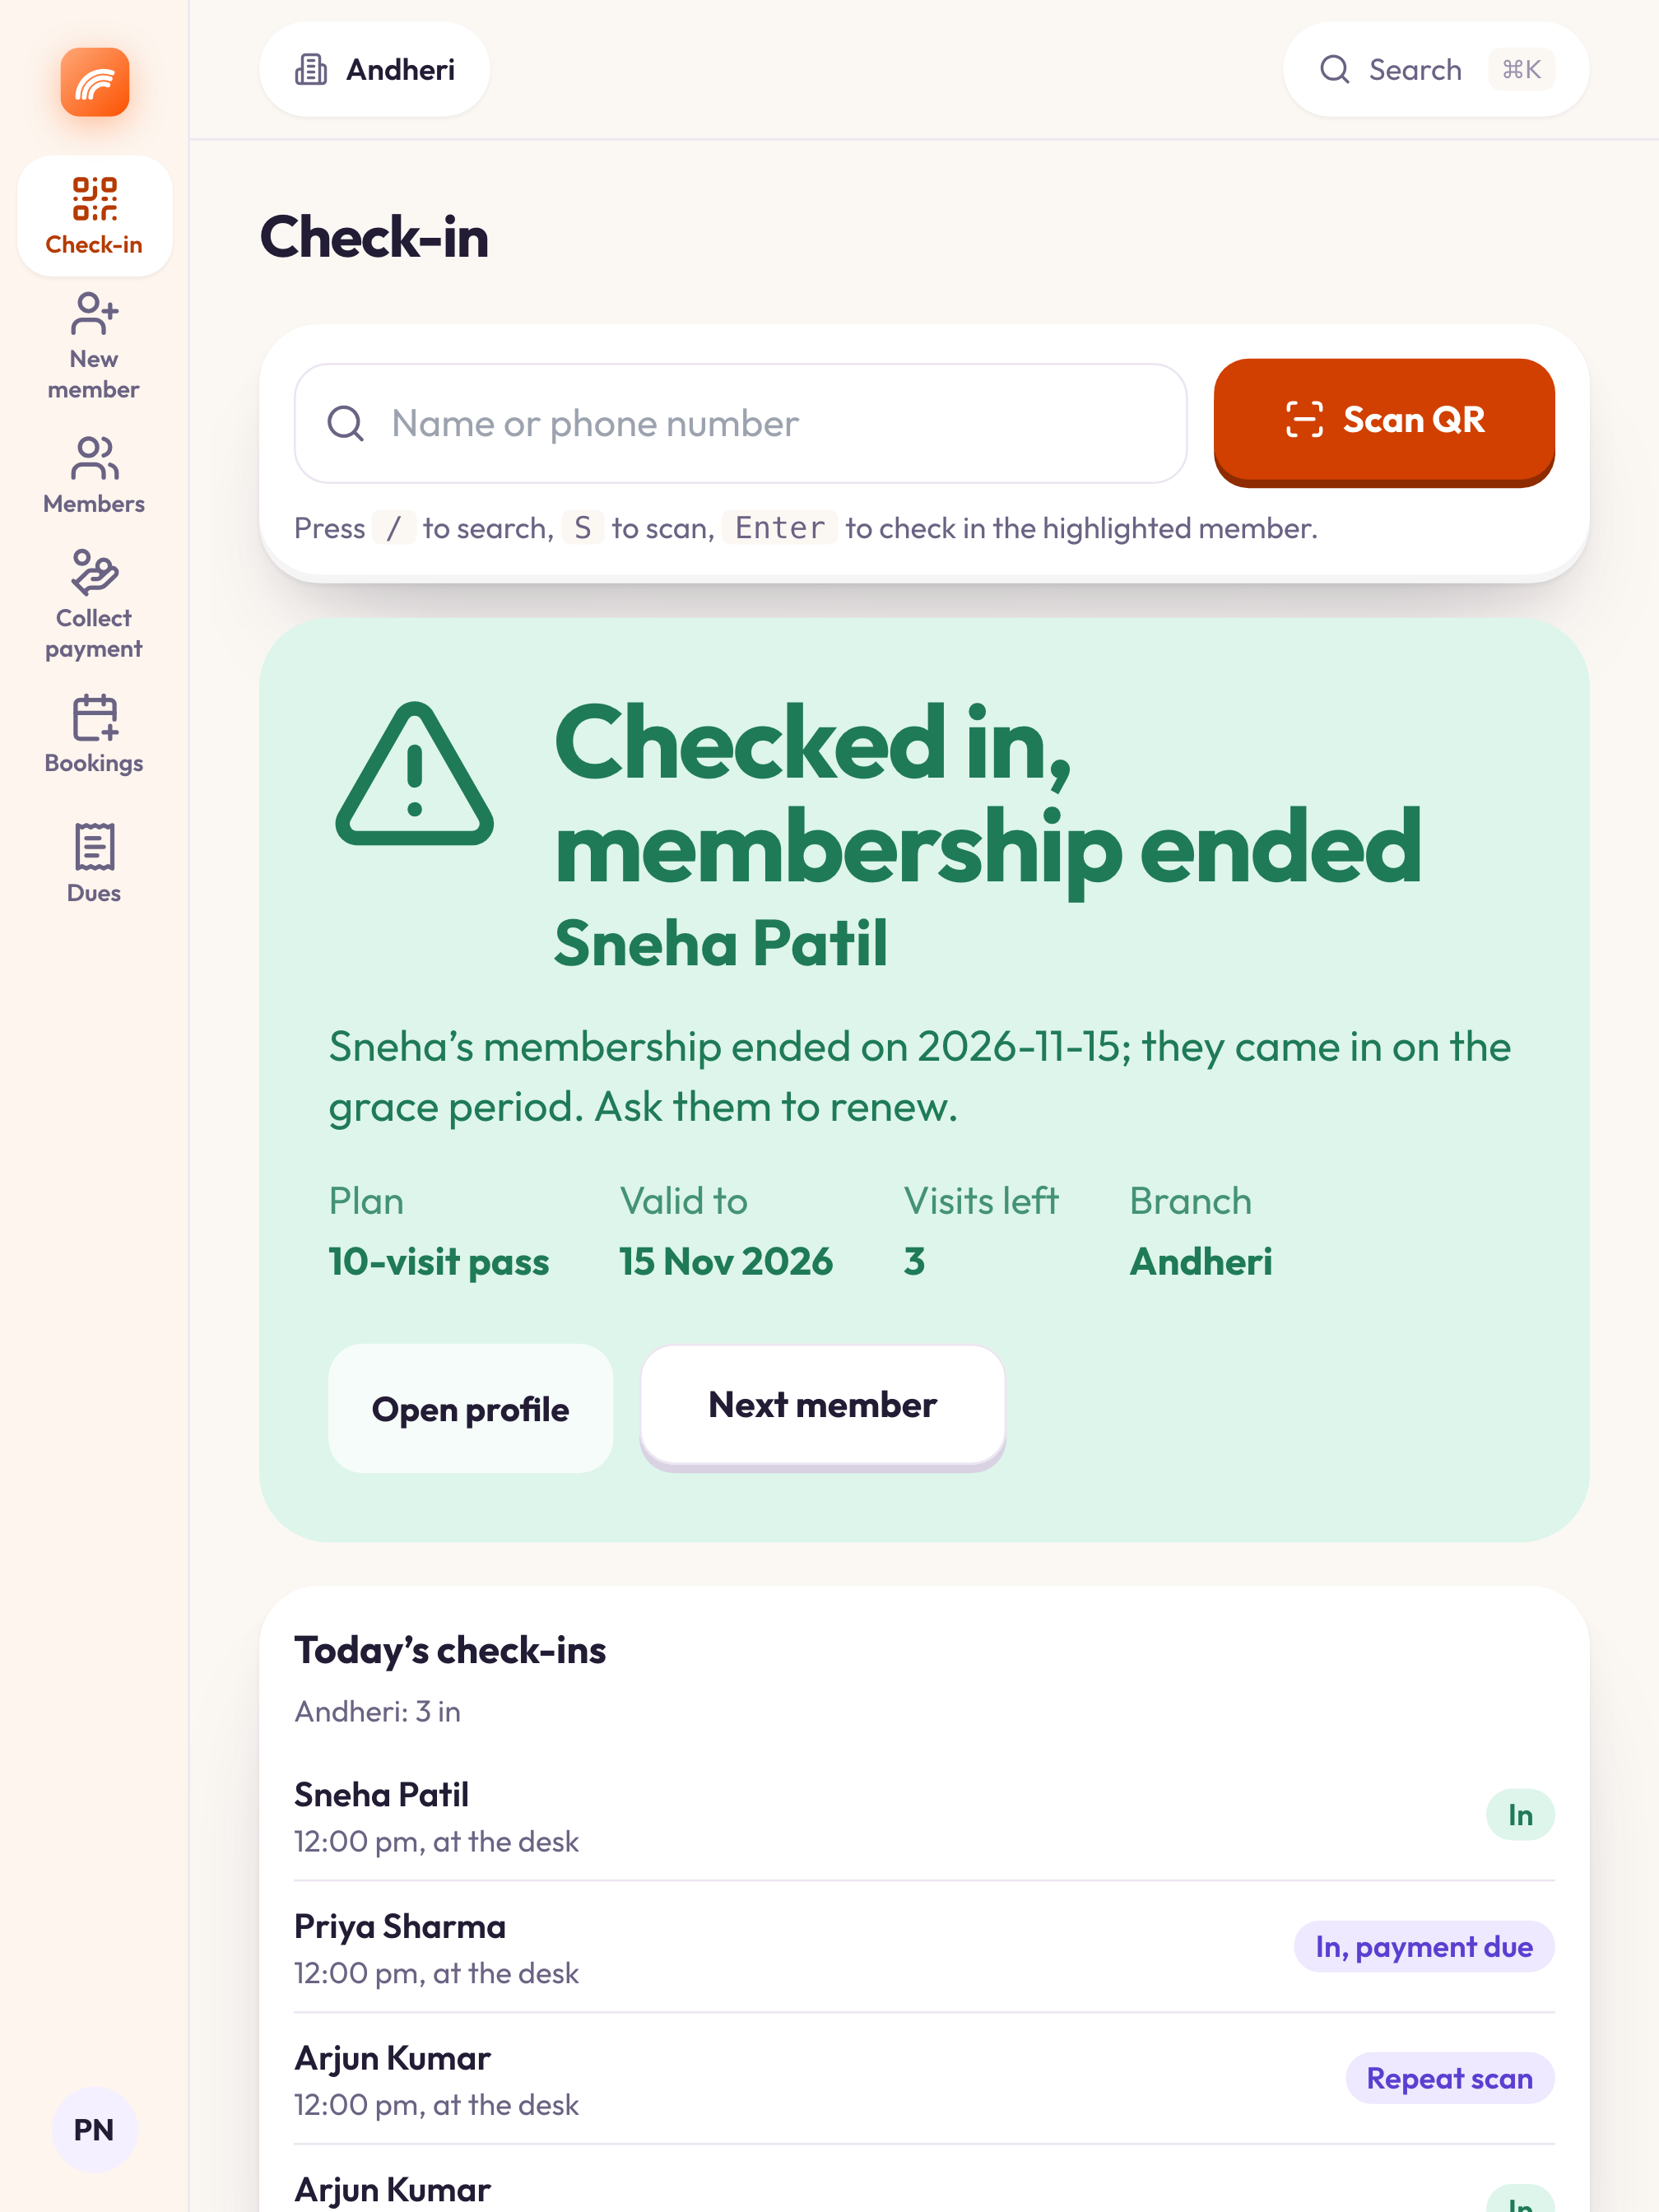 Andheri
Search ⌘K
Check-in
New
member
Members
Collect
payment
Bookings
Dues
PN
Check-in
Name or phone number
Scan QR
Press / to search, S to scan, Enter to check in the highlighted member.
Checked in,
membership ended
Sneha Patil
Sneha’s membership ended on 2026-11-15; they came in on the
grace period. Ask them to renew.
Plan Valid to Visits left Branch
10-visit pass 15 Nov 2026 3 Andheri
Open profile Next member
Today’s check-ins
Andheri: 3 in
Sneha Patil
12:00 pm, at the desk
In
Priya Sharma
12:00 pm, at the desk
In, payment due
Arjun Kumar
12:00 pm, at the desk
Repeat scan
Arjun Kumar
In